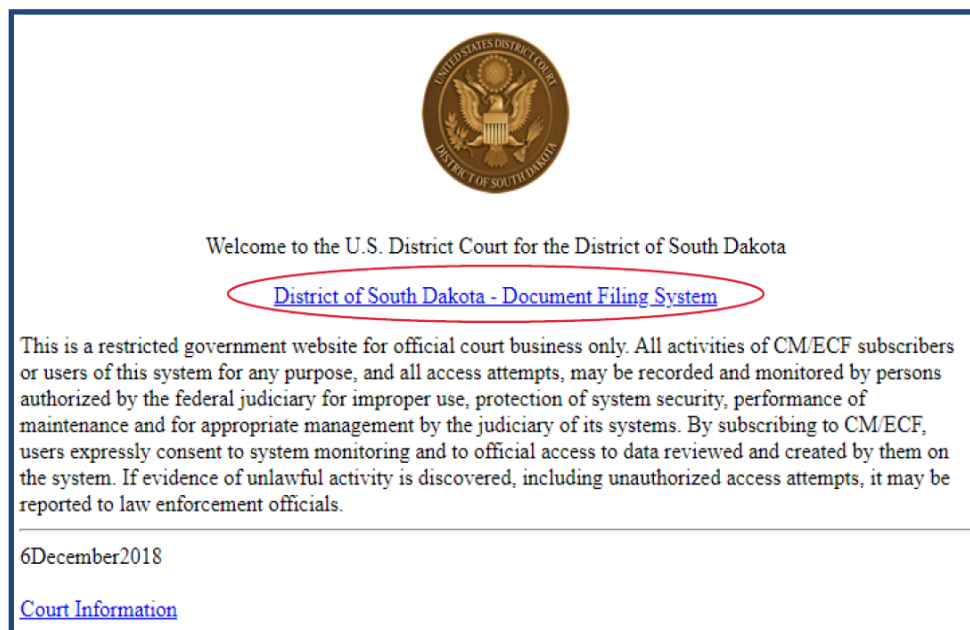 UNITED STATES DISTRICT COURT
DISTRICT OF SOUTH DAKOTA
Welcome to the U.S. District Court for the District of South Dakota
District of South Dakota - Document Filing System
This is a restricted government website for official court business only. All activities of CM/ECF subscribers
or users of this system for any purpose, and all access attempts, may be recorded and monitored by persons
authorized by the federal judiciary for improper use, protection of system security, performance of
maintenance and for appropriate management by the judiciary of its systems. By subscribing to CM/ECF,
users expressly consent to system monitoring and to official access to data reviewed and created by them on
the system. If evidence of unlawful activity is discovered, including unauthorized access attempts, it may be
reported to law enforcement officials.
6December2018
Court Information